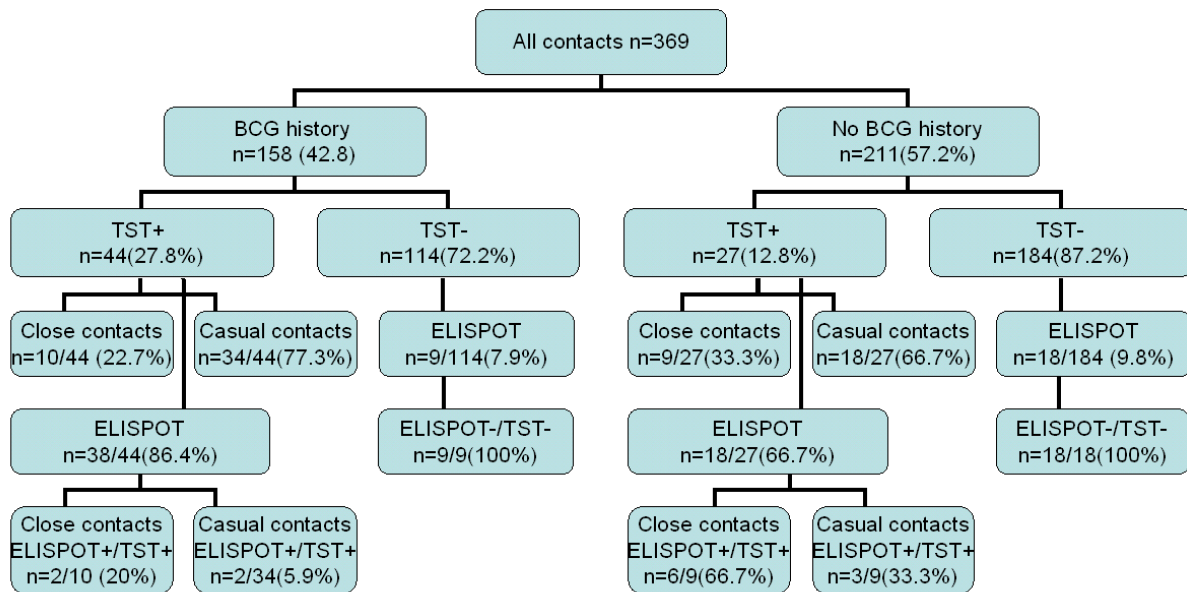 All contacts n=369
BCG history
n=158 (42.8)
No BCG history
n=211(57.2%)
TST+
n=44(27.8%)
TST-
n=114(72.2%)
TST+
n=27(12.8%)
TST-
n=184(87.2%)
Close contacts
n=10/44 (22.7%)
Casual contacts
n=34/44(77.3%)
ELISPOT
n=9/114(7.9%)
Close contacts
n=9/27(33.3%)
Casual contacts
n=18/27(66.7%)
ELISPOT
n=18/184 (9.8%)
ELISPOT
n=38/44(86.4%)
ELISPOT-/TST-
n=9/9(100%)
ELISPOT
n=18/27(66.7%)
ELISPOT-/TST-
n=18/18(100%)
Close contacts
ELISPOT+/TST+
n=2/10 (20%)
Casual contacts
ELISPOT+/TST+
n=2/34(5.9%)
Close contacts
ELISPOT+/TST+
n=6/9(66.7%)
Casual contacts
ELISPOT+/TST+
n=3/9(33.3%)